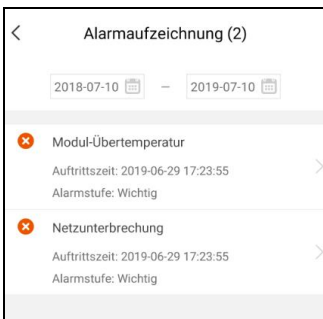 Alarmaufzeichnung (2)
2018-07-10 – 2019-07-10
Modul-Übertemperatur
Auftrittszeit: 2019-06-29 17:23:55
Alarmstufe: Wichtig
Netzunterbrechung
Auftrittszeit: 2019-06-29 17:23:55
Alarmstufe: Wichtig